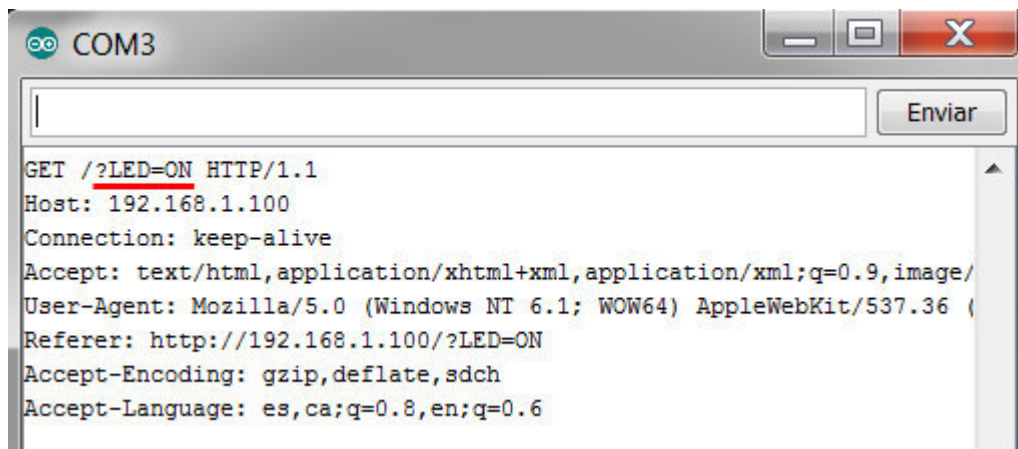 COM3
Enviar
GET /?LED=ON HTTP/1.1
Host: 192.168.1.100
Connection: keep-alive
Accept: text/html,application/xhtml+xml,application/xml;q=0.9,image/
User-Agent: Mozilla/5.0 (Windows NT 6.1; WOW64) AppleWebKit/537.36 (
Referer: http://192.168.1.100/?LED=ON
Accept-Encoding: gzip,deflate,sdch
Accept-Language: es,ca;q=0.8,en;q=0.6